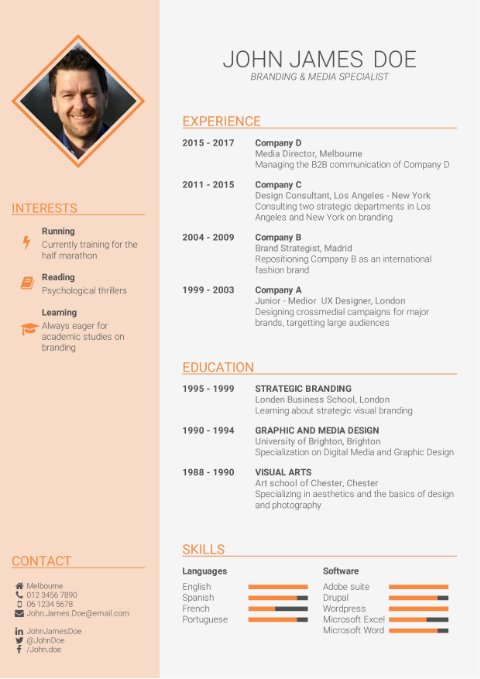 JOHN JAMES DOE
BRANDING & MEDIA SPECIALIST
INTERESTS
Running
Currently training for the
half marathon
Reading
Psychological thrillers
Learning
Always eager for
academic studies on
branding
CONTACT
Melbourne
012 3456 7890
06 1234 5678
John.James.Doe@email.com
JohnJamesDoe
@JohnDoe
/John.doe
EXPERIENCE
2015 - 2017 Company D
Media Director, Melbourne
Managing the B2B communication of Company D
2011 - 2015 Company C
Design Consultant, Los Angeles - New York
Consulting two strategic departments in Los
Angeles and New York on branding
2004 - 2009 Company B
Brand Strategist, Madrid
Repositioning Company B as an international
fashion brand
1999 - 2003 Company A
Junior - Medior UX Designer, London
Designing crossmedial campaigns for major
brands, targetting large audiences
EDUCATION
1995 - 1999 STRATEGIC BRANDING
Londen Business School, London
Learning about strategic visual branding
1990 - 1994 GRAPHIC AND MEDIA DESIGN
University of Brighton, Brighton
Specialization on Digital Media and Graphic Design
1988 - 1990 VISUAL ARTS
Art school of Chester, Chester
Specializing in aesthetics and the basics of design
and photography
SKILLS
Languages
English
Spanish
French
Portuguese
Software
Adobe suite
Drupal
Wordpress
Microsoft Excel
Microsoft Word